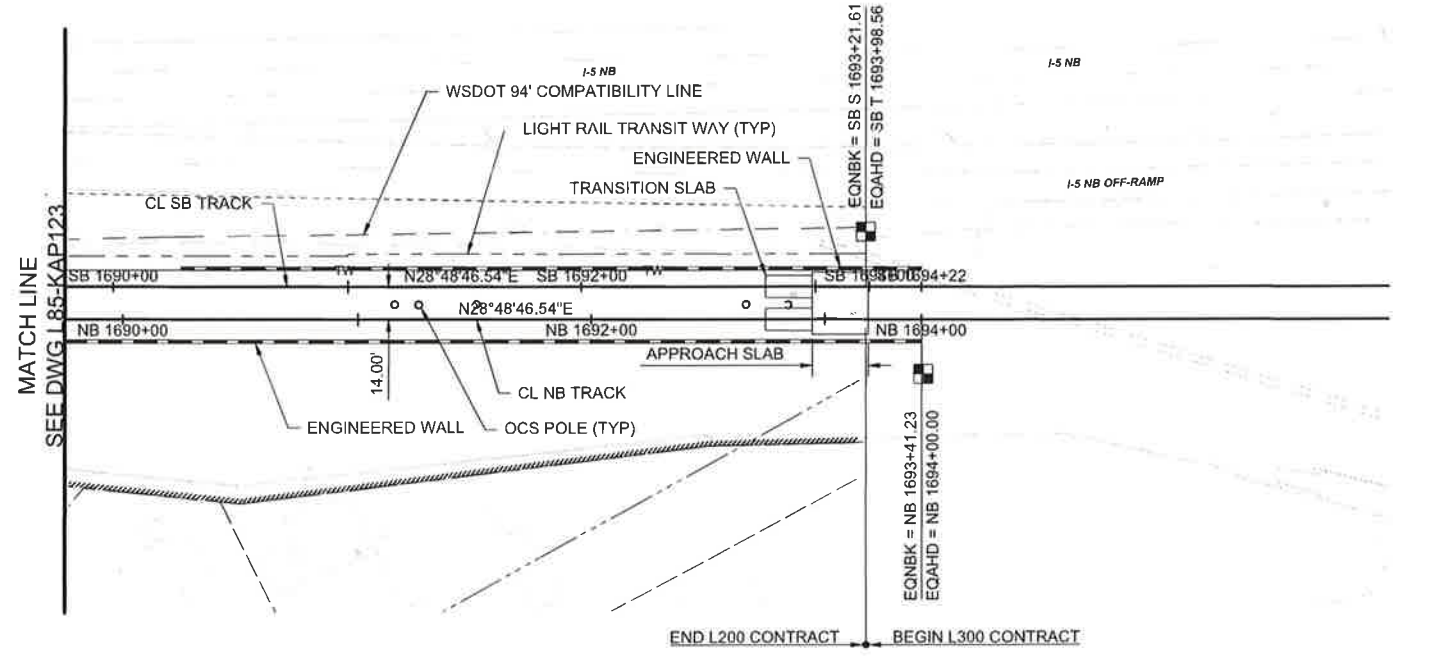 EQNBK = SB S 1693+21.61
EQAHD = SB T 1693+98.56
I-5 NB
I-5 NB
WSDOT 94' COMPATIBILITY LINE
LIGHT RAIL TRANSIT WAY (TYP)
ENGINEERED WALL
TRANSITION SLAB
I-5 NB OFF-RAMP
CL SB TRACK
MATCH LINE
SEE DWG L85-KAP123
TW
TW
SB 1690+00
N28°48'46.54"E
SB 1692+00
1694+22
N28°48'46.54"E
NB 1690+00
NB 1692+00
NB 1694+00
APPROACH SLAB
14.00'
CL NB TRACK
ENGINEERED WALL
OCS POLE (TYP)
EQNBK = NB 1693+41.23
EQAHD = NB 1694+00.00
END L200 CONTRACT
BEGIN L300 CONTRACT